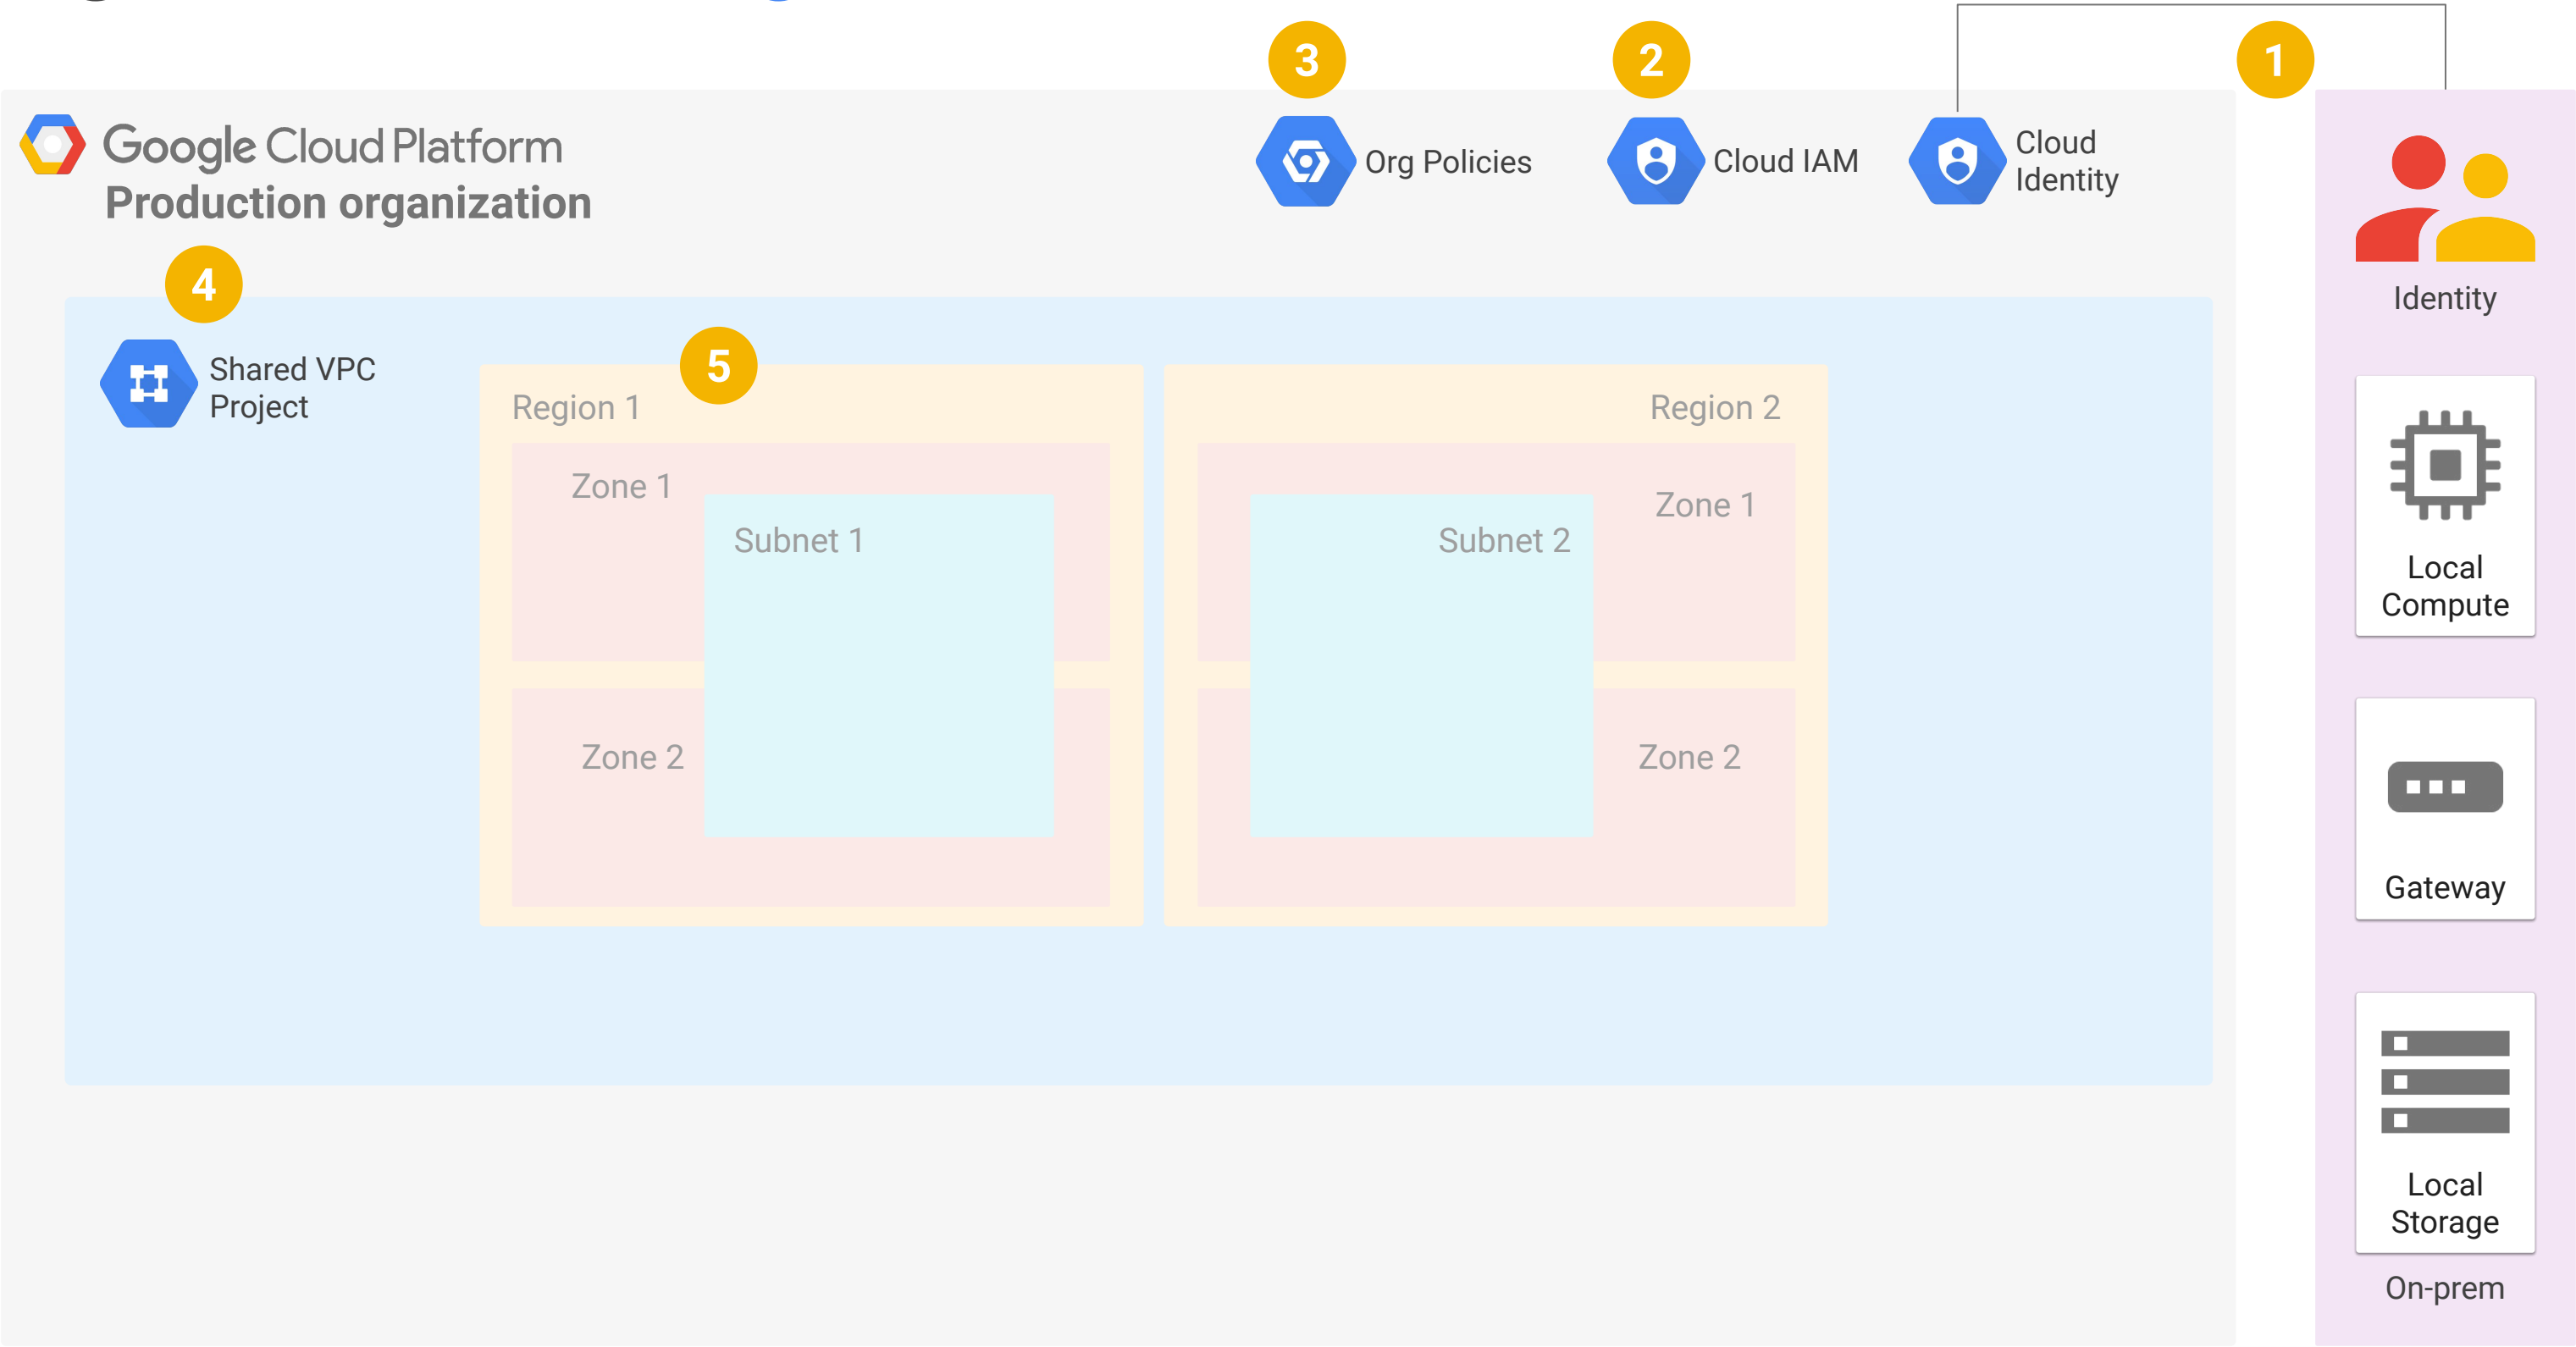 3
2
1
Google Cloud Platform
Production organization
Org Policies
Cloud IAM
Cloud
Identity
4
Shared VPC
Project
5
Region 1
Zone 1
Subnet 1
Zone 2
Region 2
Zone 1
Subnet 2
Zone 2
Identity
Local
Compute
Gateway
Local
Storage
On-prem